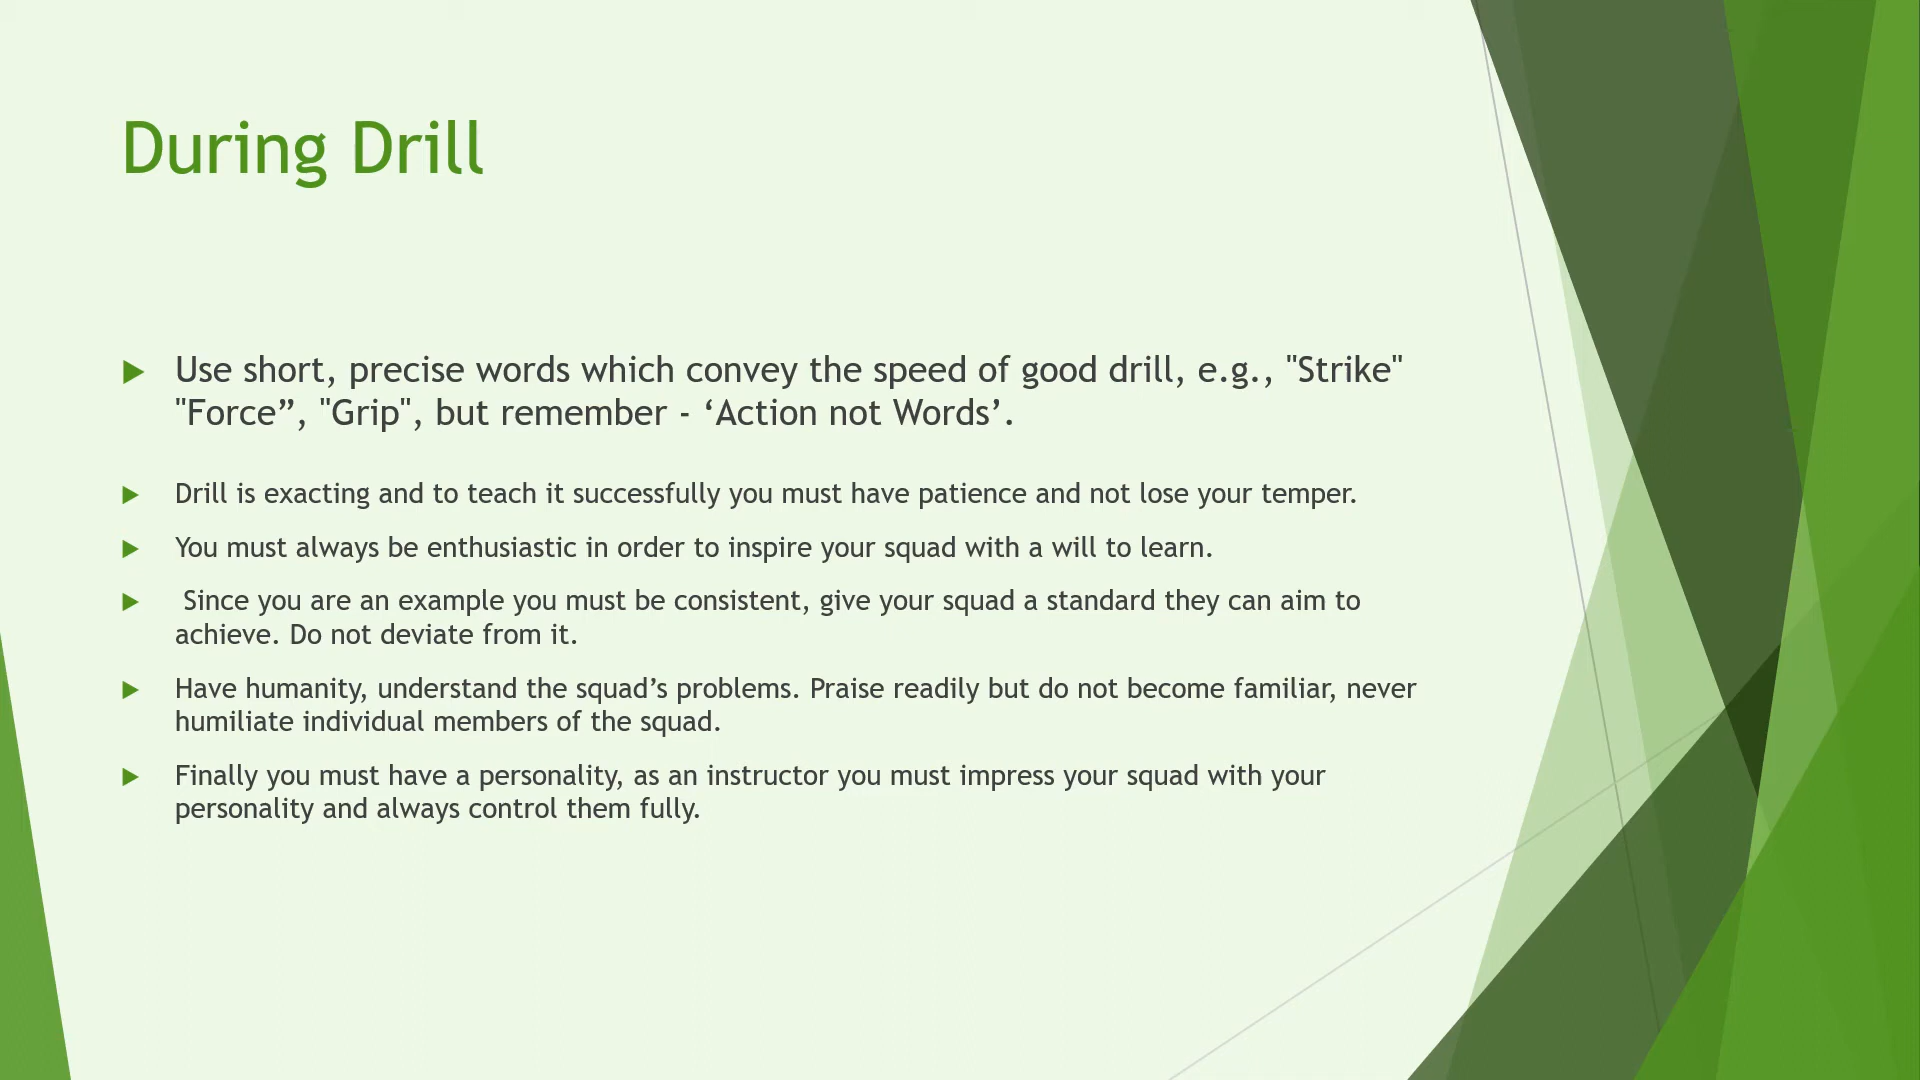 During Drill
Use short, precise words which convey the speed of good drill, e.g., "Strike"
"Force”, "Grip", but remember - ‘Action not Words’.
Drill is exacting and to teach it successfully you must have patience and not lose your temper.
You must always be enthusiastic in order to inspire your squad with a will to learn.
Since you are an example you must be consistent, give your squad a standard they can aim to
achieve. Do not deviate from it.
Have humanity, understand the squad’s problems. Praise readily but do not become familiar, never
humiliate individual members of the squad.
Finally you must have a personality, as an instructor you must impress your squad with your
personality and always control them fully.